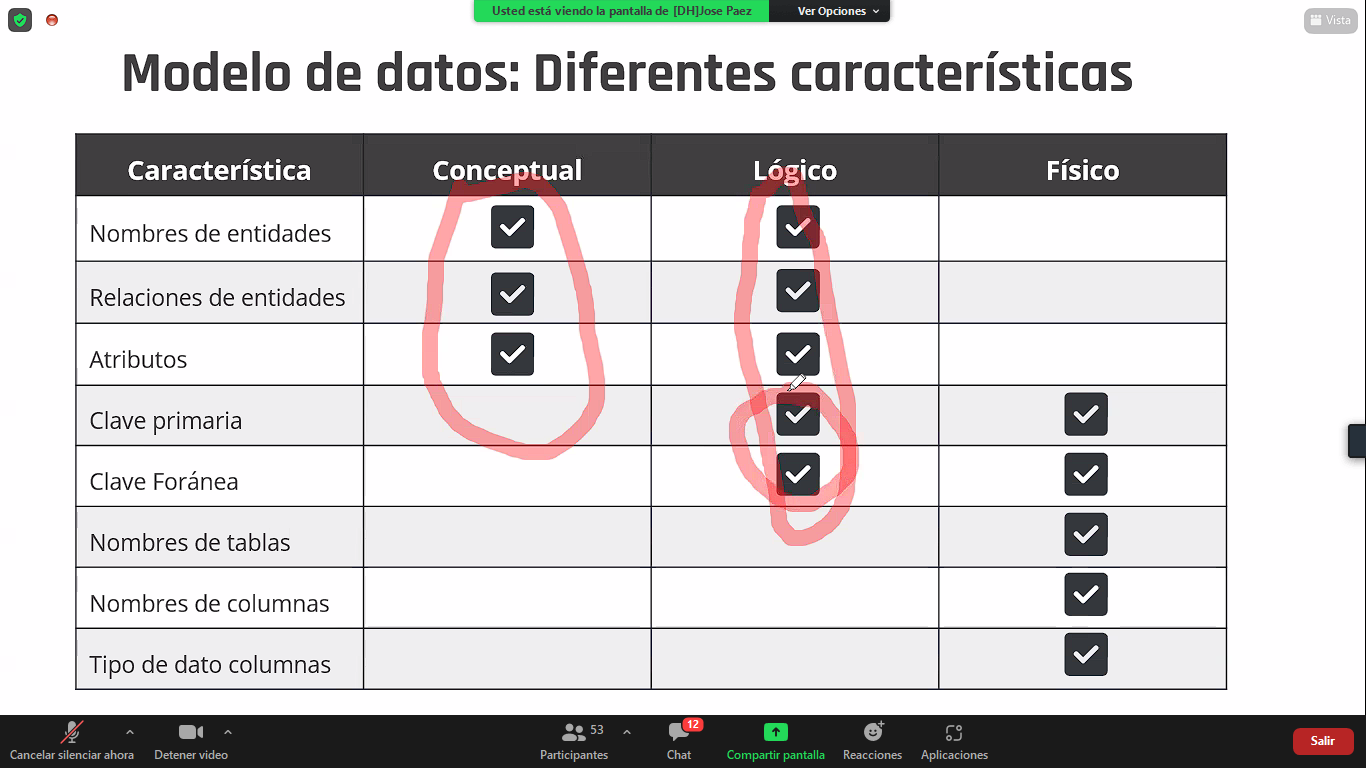 Usted está viendo la pantalla de [DH]Jose Paez
Ver Opciones
Vista
Modelo de datos: Diferentes características
Característica Conceptual Lógico Físico
Nombres de entidades
Relaciones de entidades
Atributos
Clave primaria
Clave Foránea
Nombres de tablas
Nombres de columnas
Tipo de dato columnas
Cancelar silenciar ahora
Detener video
53
Participantes
12
Chat
Compartir pantalla
Reacciones
Aplicaciones
Salir